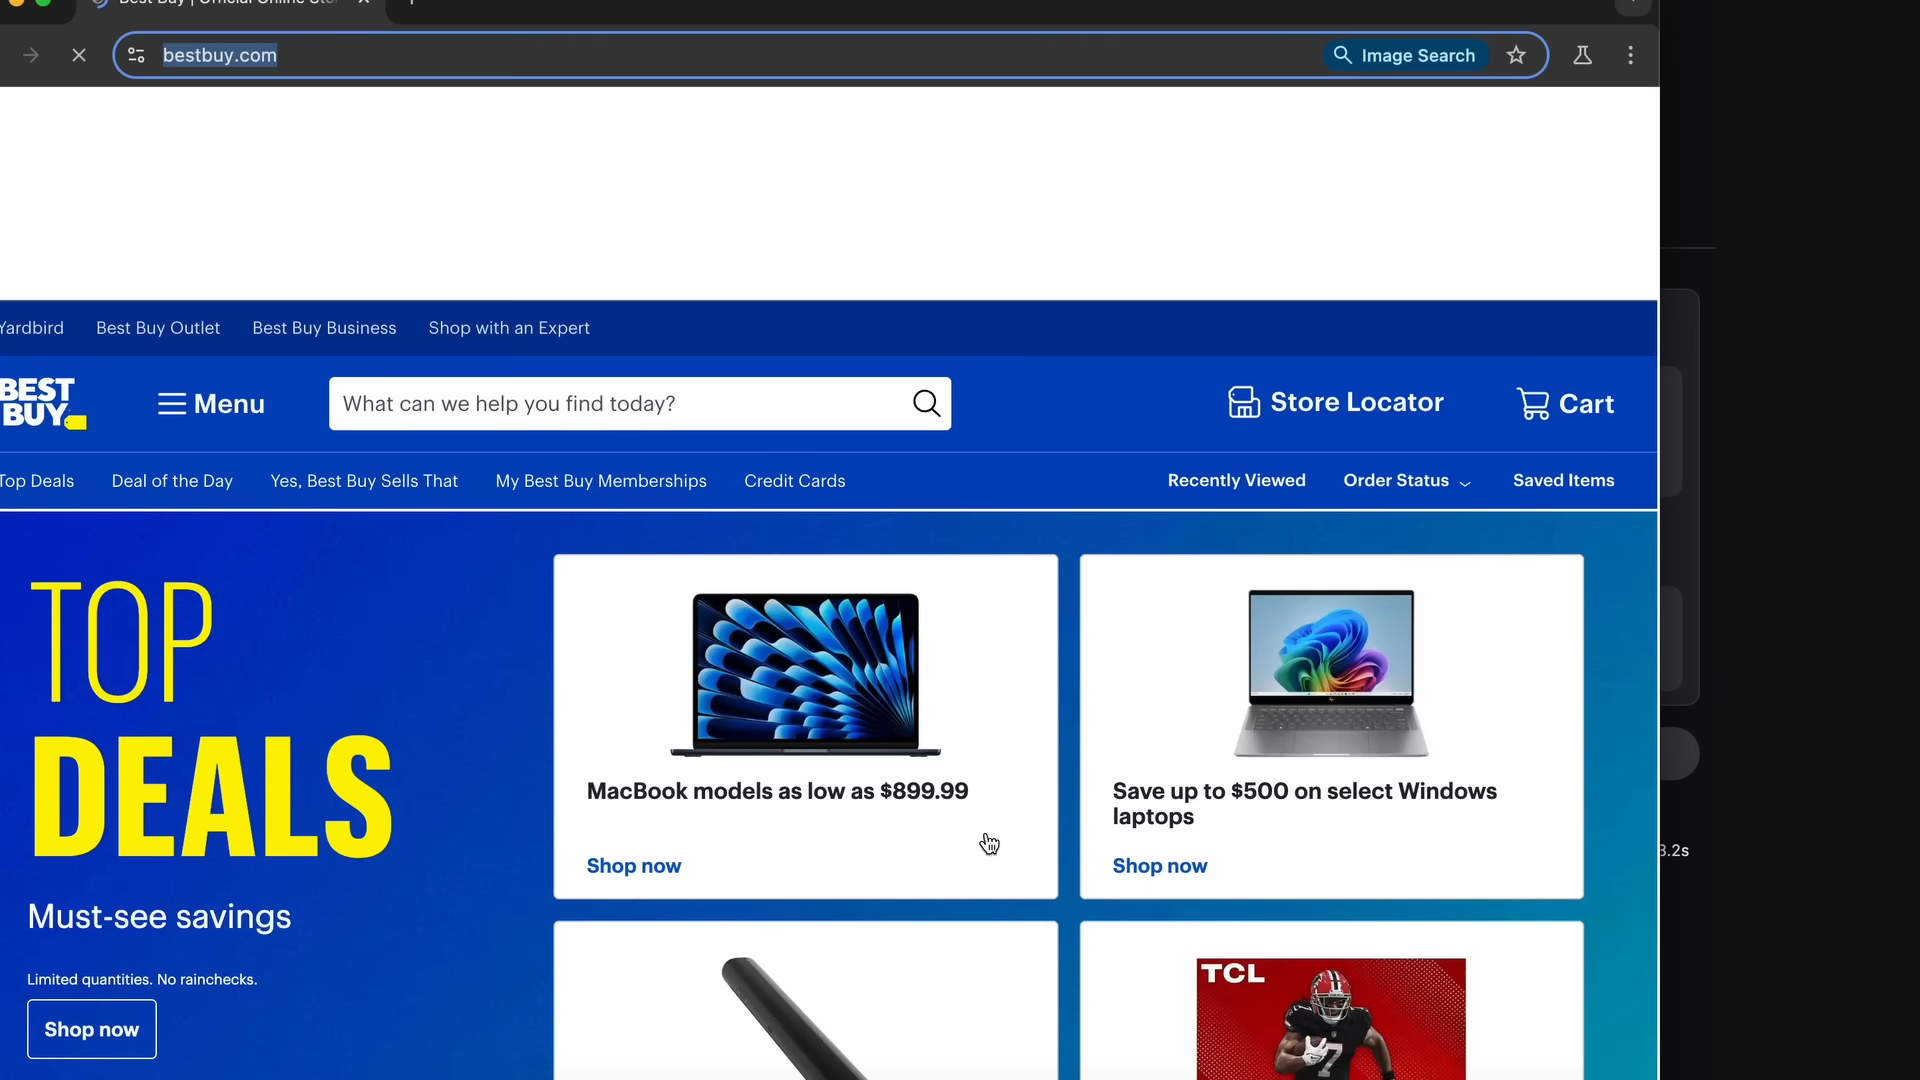 Best Buy | Official Online Sto
bestbuy.com
Image Search
Yardbird
Best Buy Outlet
Best Buy Business
Shop with an Expert
BEST
BUY
Menu
What can we help you find today?
Store Locator
Cart
Top Deals
Deal of the Day
Yes, Best Buy Sells That
My Best Buy Memberships
Credit Cards
Recently Viewed
Order Status
Saved Items
TOP
DEALS
Must-see savings
Limited quantities. No rainchecks.
Shop now
MacBook models as low as $899.99
Shop now
Save up to $500 on select Windows
laptops
Shop now
TCL
7
3.2s